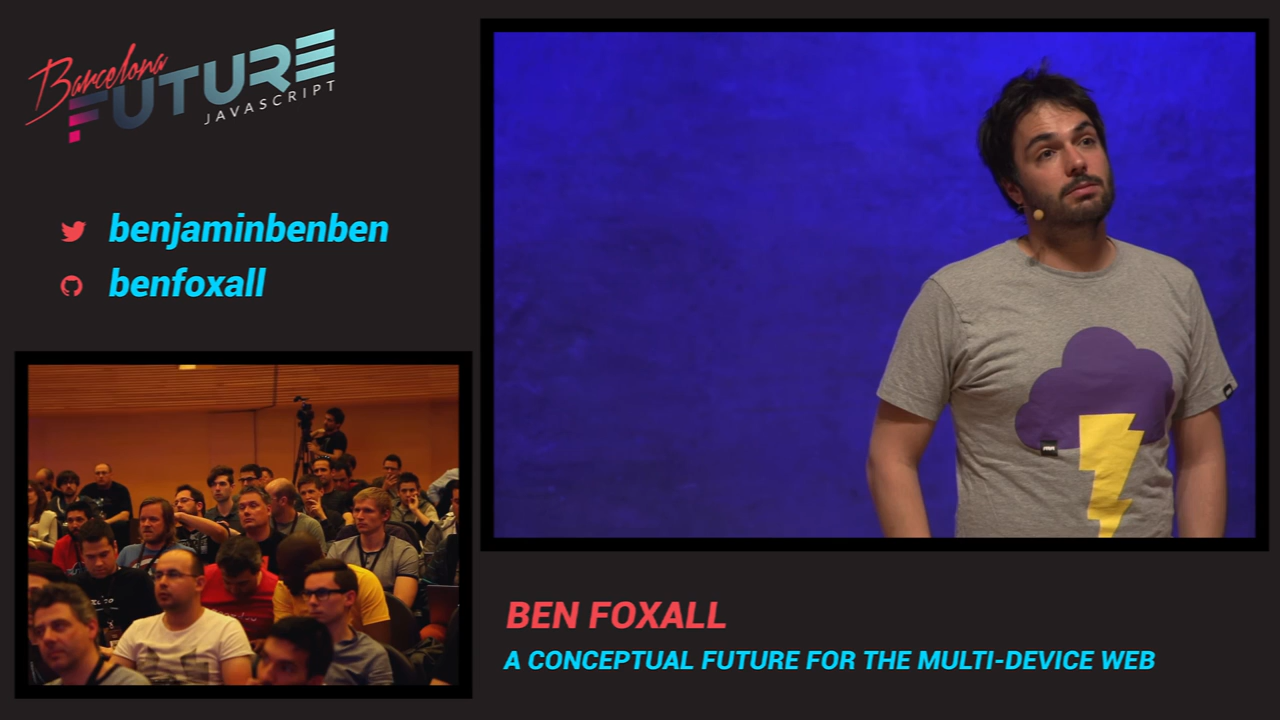 Barcelona
FUTURE
JAVASCRIPT
benjaminbenben
benfoxall
BEN FOXALL
A CONCEPTUAL FUTURE FOR THE MULTI-DEVICE WEB